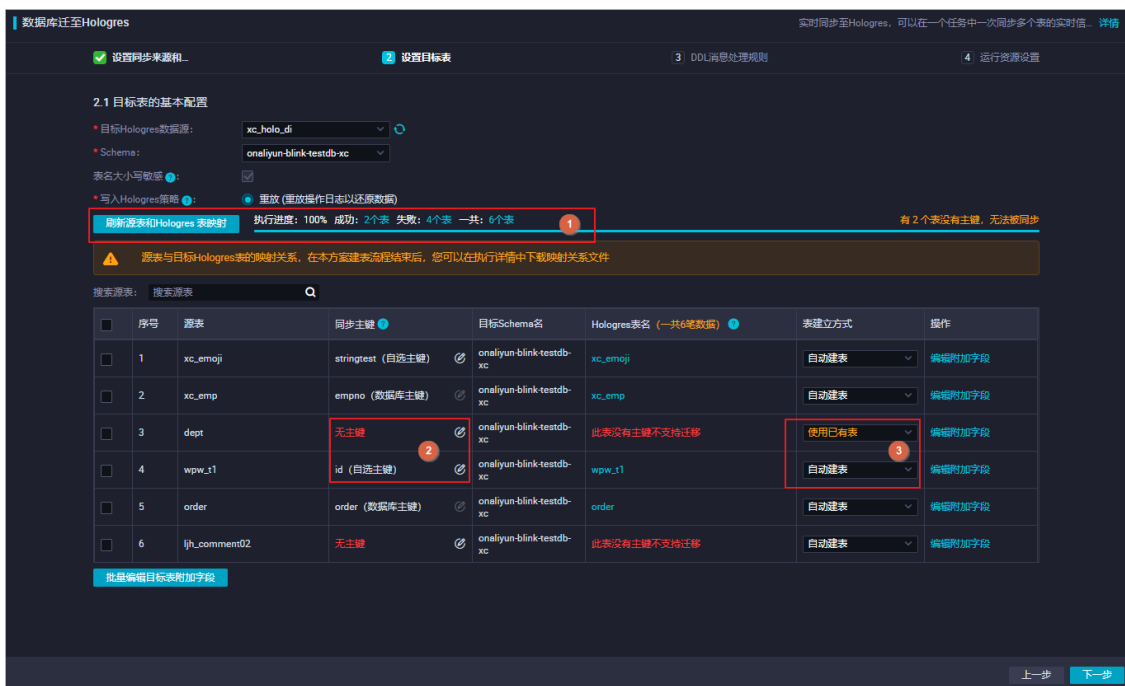 数据库迁至Hologres 实时同步至Hologres，可以在一个任务中一次同步多个表的实时信... 详情
设置同步来源和... 2 设置目标表 3 DDL消息处理规则 4 运行资源设置
2.1 目标表的基本配置
* 目标Hologres数据源： xc_holo_di
* Schema： onaliyun-blink-testdb-xc
表名大小写敏感 ?：
* 写入Hologres策略 ?： 重放 (重放操作日志以还原数据)
刷新源表和Hologres 表映射 执行进度：100% 成功：2个表 失败：4个表 一共：6个表 1 有 2 个表没有主键，无法被同步
源表与目标Hologres表的映射关系，在本方案建表流程结束后，您可以在执行详情中下载映射关系文件
搜索源表： 搜索源表
序号 源表 同步主键 ? 目标Schema名 Hologres表名（一共6笔数据） ? 表建立方式 操作
1 xc_emoji stringtest（自选主键） onaliyun-blink-testdb-xc xc_emoji 自动建表 编辑附加字段
2 xc_emp empno（数据库主键） onaliyun-blink-testdb-xc xc_emp 自动建表 编辑附加字段
3 dept 无主键 onaliyun-blink-testdb-xc 此表没有主键不支持迁移 使用已有表 编辑附加字段
2 3
4 wpw_t1 id（自选主键） onaliyun-blink-testdb-xc wpw_t1 自动建表 编辑附加字段
5 order order（数据库主键） onaliyun-blink-testdb-xc order 自动建表 编辑附加字段
6 ljh_comment02 无主键 onaliyun-blink-testdb-xc 此表没有主键不支持迁移 自动建表 编辑附加字段
批量编辑目标表附加字段
上一步 下一步